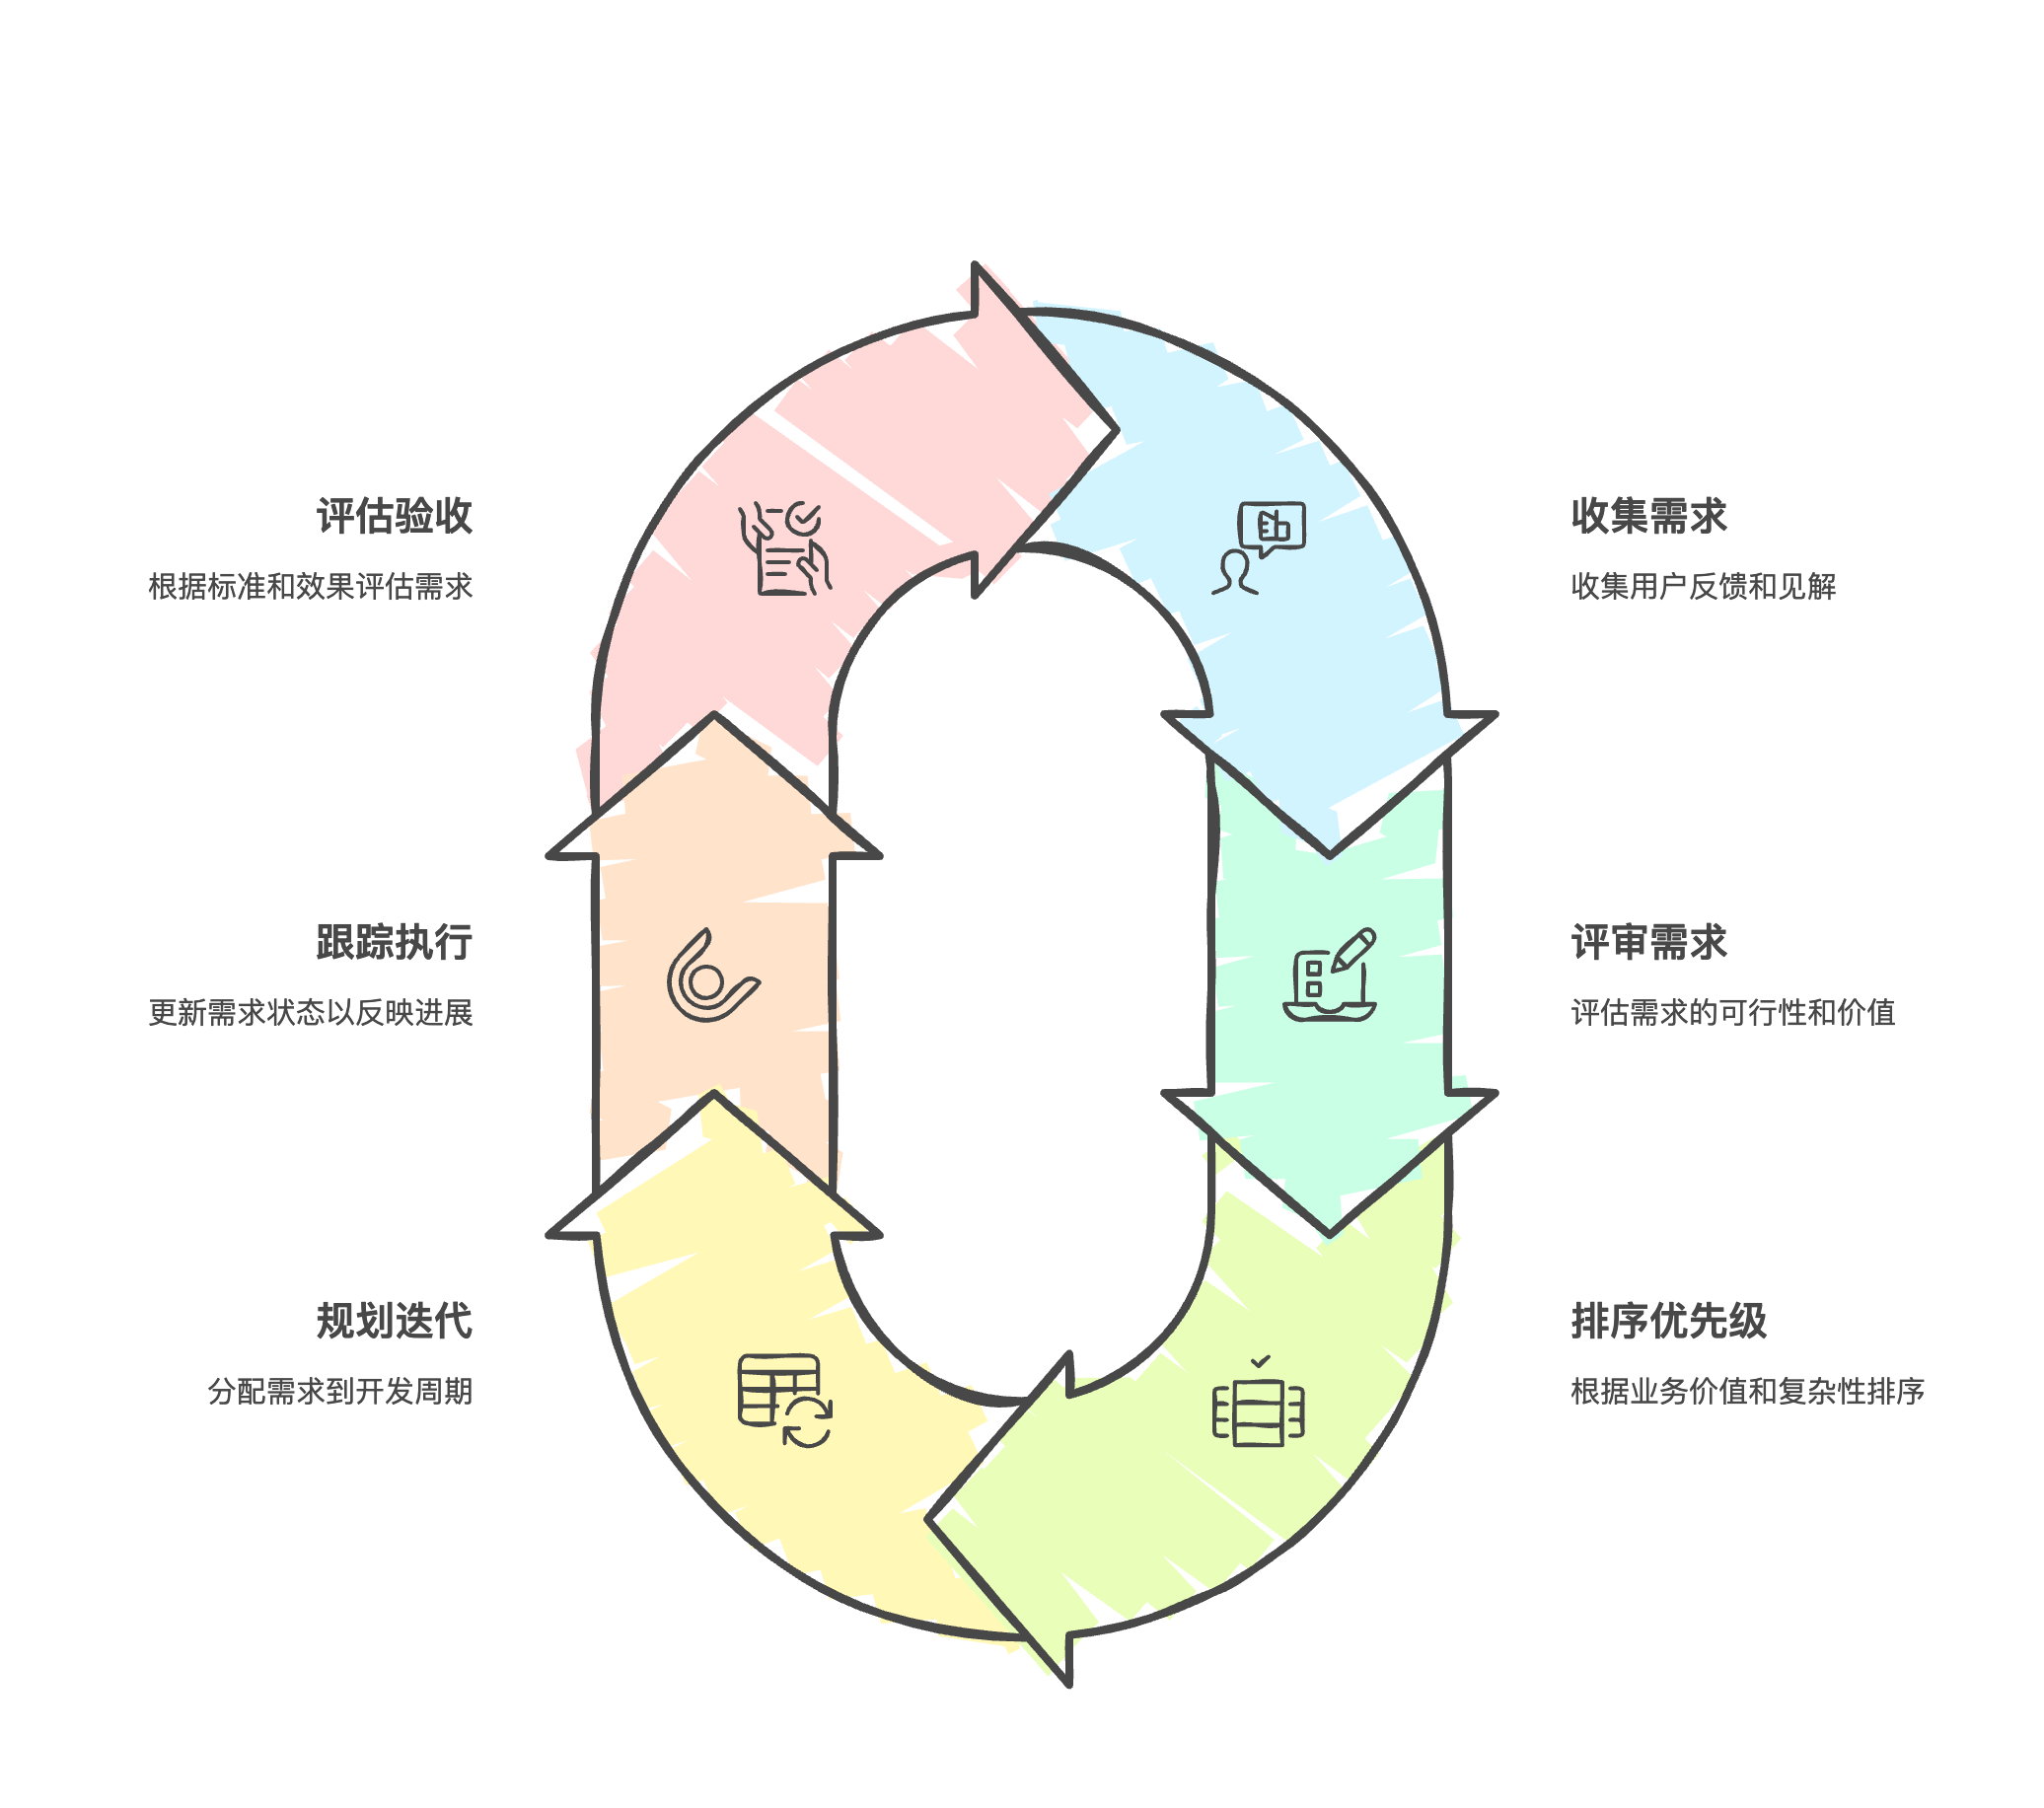 评估验收
根据标准和效果评估需求
收集需求
收集用户反馈和见解
跟踪执行
更新需求状态以反映进展
评审需求
评估需求的可行性和价值
规划迭代
分配需求到开发周期
排序优先级
根据业务价值和复杂性排序